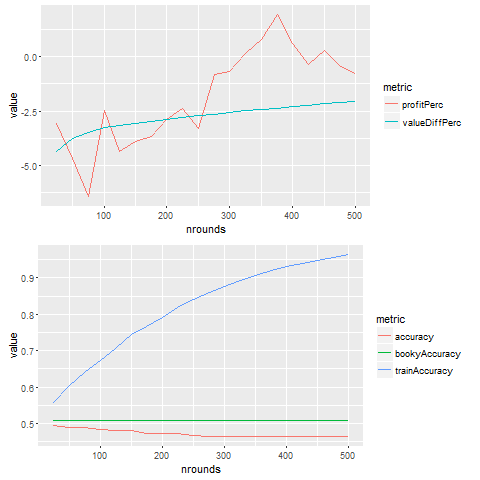 0.0
-2.5
-5.0
value
100
200
300
400
500
nrounds
metric
profitPerc
valueDiffPerc
0.9
0.8
0.7
0.6
0.5
value
100
200
300
400
500
nrounds
metric
accuracy
bookyAccuracy
trainAccuracy